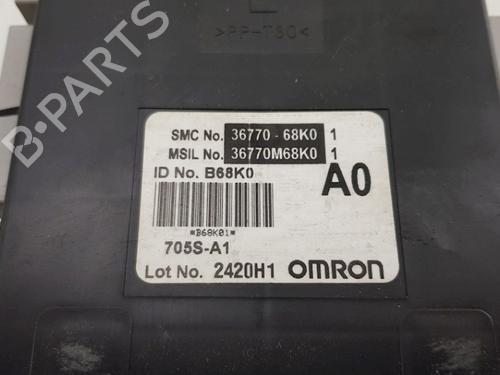 >PP-T30<
B-PARTS
SMC No. 36770-68K0 1
MSIL No. 36770M68K0 1
ID No. B68K0
A0
*B68K01*
705S-A1
Lot No. 2420H1 OMRON